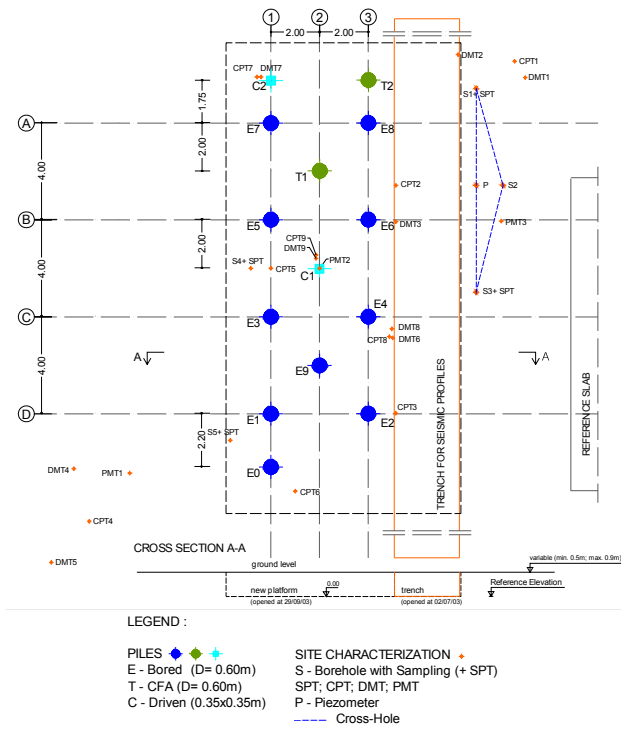 1 2 3
2.00 2.00
DMT2
CPT1
CPT7 DMT7
DMT1
C2 T2
S1+ SPT
1.75
A
E7 E8
2.00
4.00
T1
CPT2 P S2
B
E5 E6 DMT3 PMT3
CPT9
DMT9
2.00
S4+ SPT CPT5 PMT2
C1
4.00
S3+ SPT
E4
C
E3
DMT8
CPT8 DMT6
A A
E9
4.00
TRENCH FOR SEISMIC PROFILES
REFERENCE SLAB
D
E1 E2 CPT3
S5+ SPT
2.20
DMT4 PMT1
E0
CPT6
CPT4
DMT5
CROSS SECTION A-A
variable (min. 0.5m; max. 0.9m)
ground level
new platform 0.00 trench Reference Elevation
(opened at 29/09/03) (opened at 02/07/03)
LEGEND :
PILES
E - Bored (D= 0.60m)
T - CFA (D= 0.60m)
C - Driven (0.35x0.35m)
SITE CHARACTERIZATION
S - Borehole with Sampling (+ SPT)
SPT; CPT; DMT; PMT
P - Piezometer
Cross-Hole